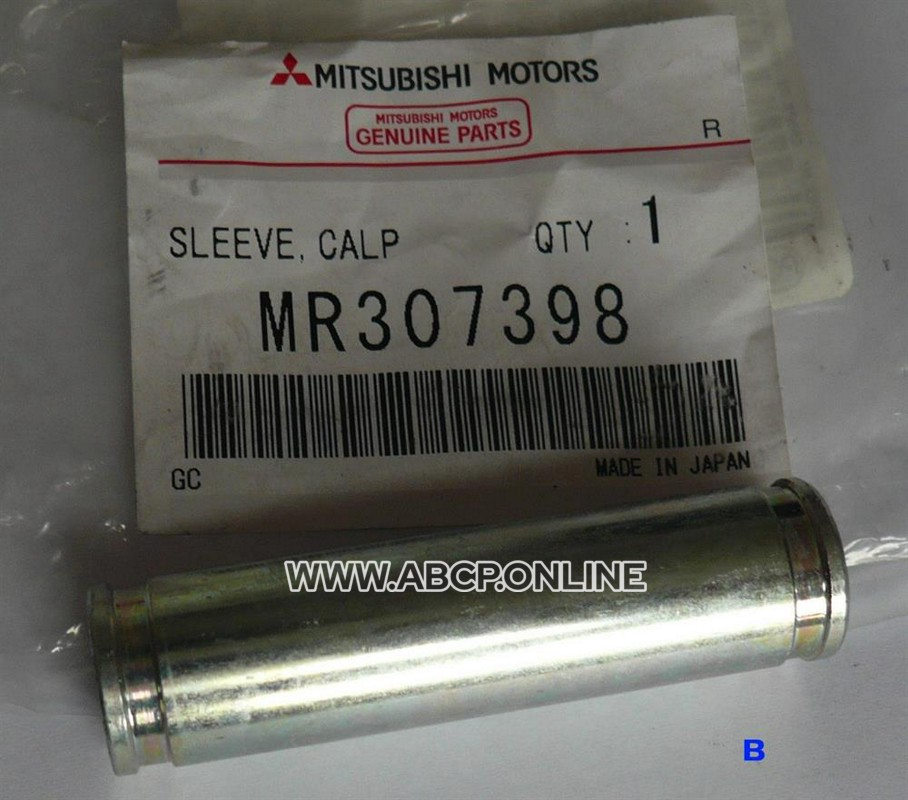 MITSUBISHI MOTORS
MITSUBISHI MOTORS
GENUINE PARTS
R
SLEEVE, CALP QTY : 1
MR307398
GC MADE IN JAPAN
WWW.ABCP.ONLINE
B